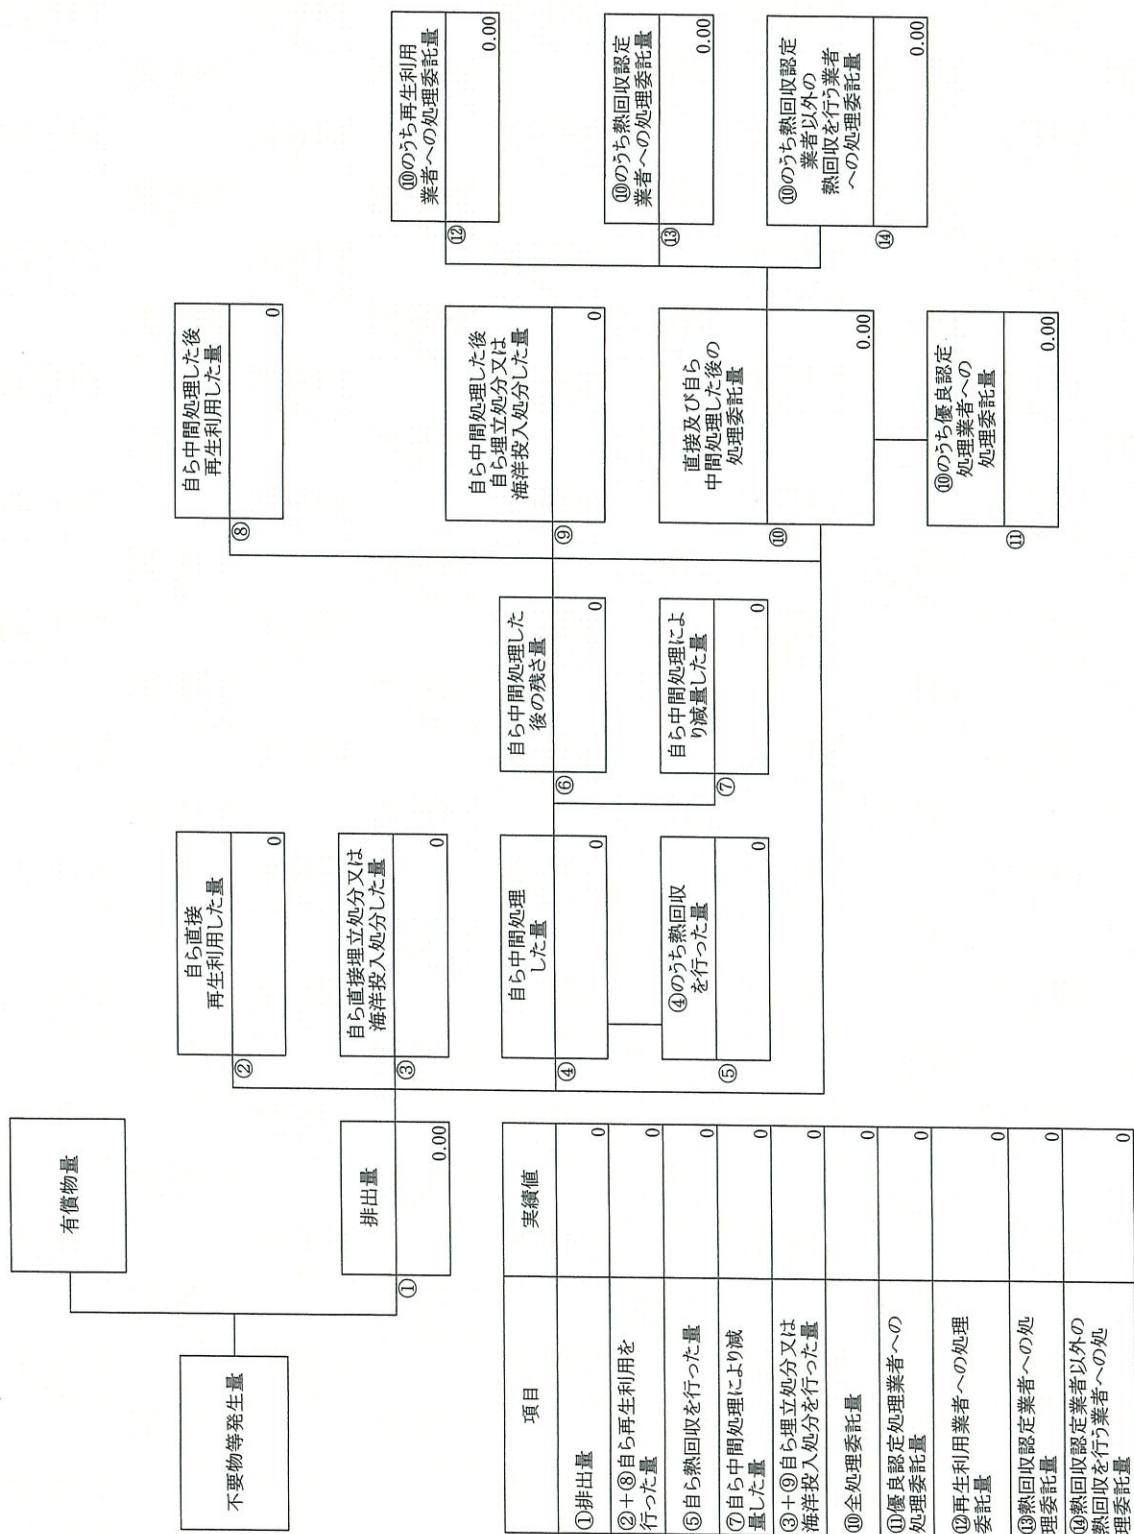 不要物等発生量
有償物量
排出量
①
0.00
自ら直接
再生利用した量
②
0
自ら直接埋立処分又は
海洋投入処分した量
③
0
自ら中間処理
した量
④
0
④のうち熱回収
を行った量
⑤
0
自ら中間処理した
後の残さ量
⑥
0
自ら中間処理によ
り減量した量
⑦
0
自ら中間処理した後
再生利用した量
⑧
0
自ら中間処理した後
自ら埋立処分又は
海洋投入処分した量
⑨
0
直接及び自ら
中間処理した後の
処理委託量
⑩
0.00
⑩のうち優良認定
処理業者への
処理委託量
⑪
0.00
⑩のうち再生利用
業者への処理委託量
⑫
0.00
⑩のうち熱回収認定
業者への処理委託量
⑬
0.00
⑩のうち熱回収認定
業者以外の
熱回収を行う業者
への処理委託量
⑭
0.00
項目
実績値
①排出量
0
②+⑧自ら再生利用を
行った量
0
⑤自ら熱回収を行った量
0
⑦自ら中間処理により減
量した量
0
③+⑨自ら埋立処分又は
海洋投入処分を行った量
0
⑩全処理委託量
0
⑪優良認定処理業者への
処理委託量
0
⑫再生利用業者への処理
委託量
0
⑬熱回収認定業者への処
理委託量
0
⑭熱回収認定業者以外の
熱回収を行う業者への処
理委託量
0